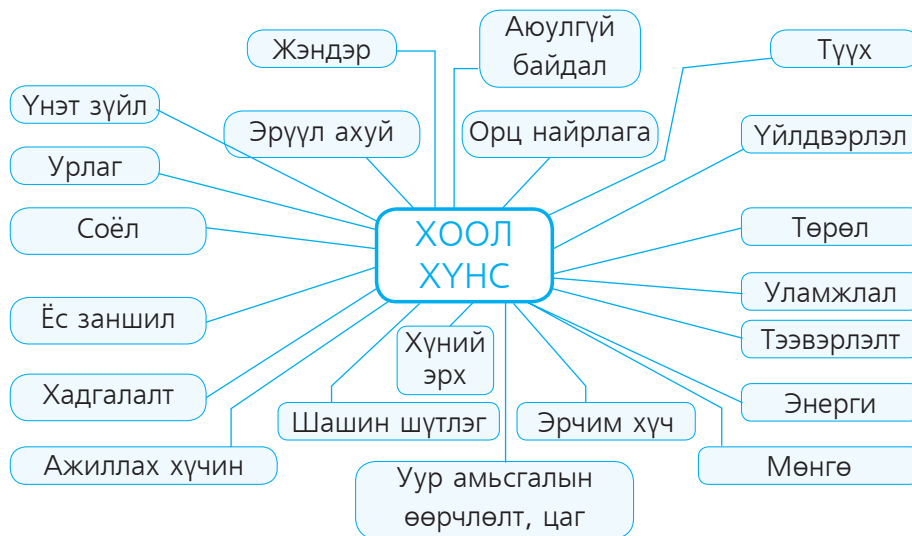 Жэндэр
Аюулгүй
байдал
Түүх
Үнэт зүйл
Эрүүл ахуй
Орц найрлага
Үйлдвэрлэл
Урлаг
Соёл
ХООЛ
ХҮНС
Төрөл
Уламжлал
Ёс заншил
Хүний
эрх
Тээвэрлэлт
Хадгалалт
Шашин шүтлэг
Эрчим хүч
Энерги
Ажиллах хүчин
Уур амьсгалын
өөрчлөлт, цаг
Мөнгө